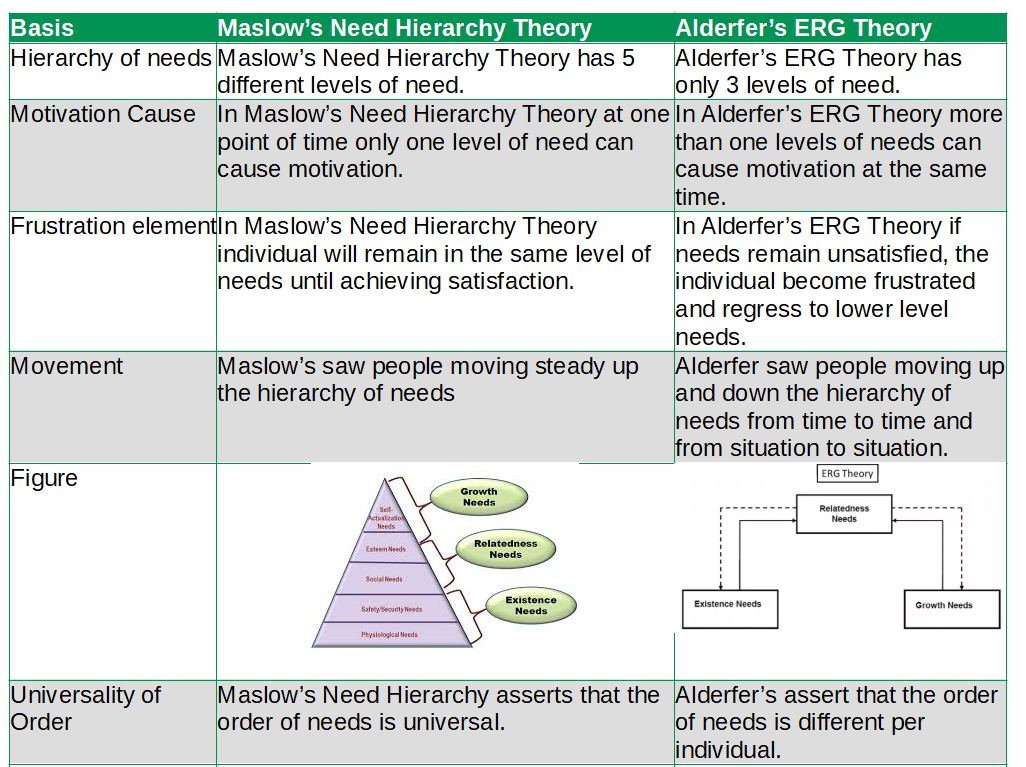 Basis
Maslow’s Need Hierarchy Theory
Alderfer’s ERG Theory
Hierarchy of needs
Maslow’s Need Hierarchy Theory has 5
different levels of need.
Alderfer’s ERG Theory has
only 3 levels of need.
Motivation Cause
In Maslow’s Need Hierarchy Theory at one
point of time only one level of need can
cause motivation.
In Alderfer’s ERG Theory more
than one levels of needs can
cause motivation at the same
time.
Frustration element
In Maslow’s Need Hierarchy Theory
individual will remain in the same level of
needs until achieving satisfaction.
In Alderfer’s ERG Theory if
needs remain unsatisfied, the
individual become frustrated
and regress to lower level
needs.
Movement
Maslow’s saw people moving steady up
the hierarchy of needs
Alderfer saw people moving up
and down the hierarchy of
needs from time to time and
from situation to situation.
Figure
Self-
Actualization
Needs
Esteem Needs
Social Needs
Safety/Security Needs
Physiological Needs
Growth
Needs
Relatedness
Needs
Existence
Needs
ERG Theory
Relatedness
Needs
Existence Needs
Growth Needs
Universality of
Order
Maslow’s Need Hierarchy asserts that the
order of needs is universal.
Alderfer’s assert that the order
of needs is different per
individual.